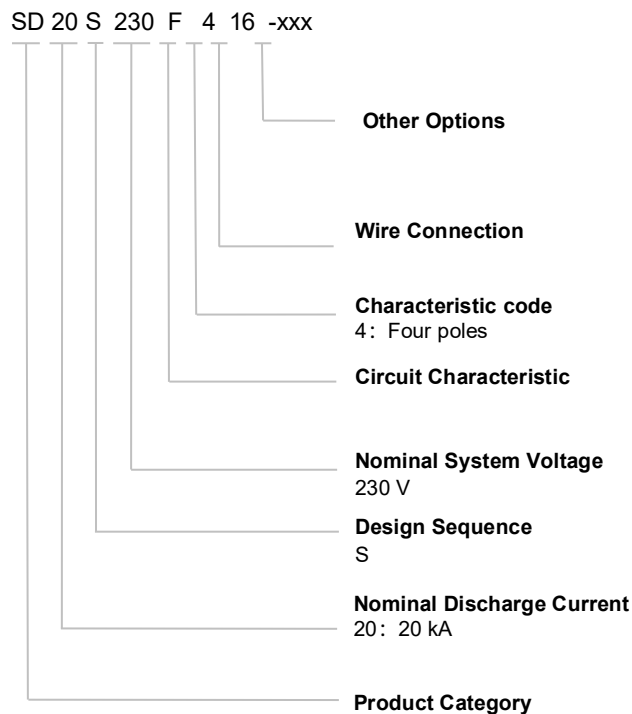 SD 20 S 230 F 4 16 -xxx
Other Options
Wire Connection
Characteristic code
4：Four poles
Circuit Characteristic
Nominal System Voltage
230 V
Design Sequence
S
Nominal Discharge Current
20：20 kA
Product Category